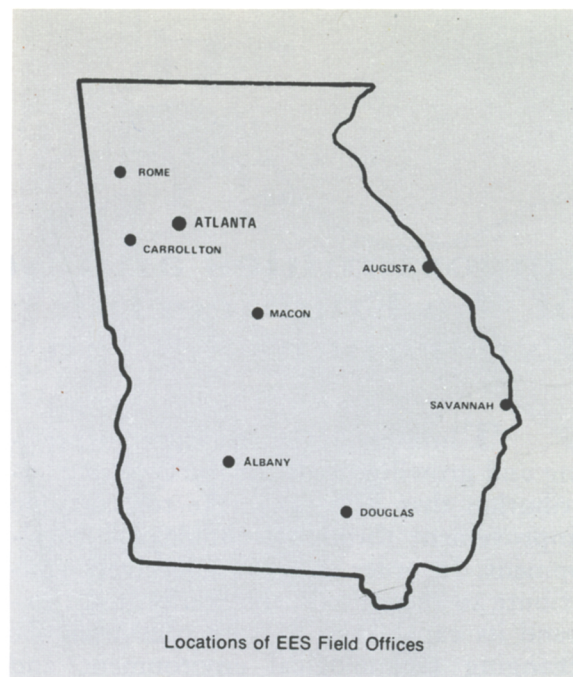 ROME
ATLANTA
CARROLLTON
AUGUSTA
MACON
SAVANNAH
ALBANY
DOUGLAS
Locations of EES Field Offices